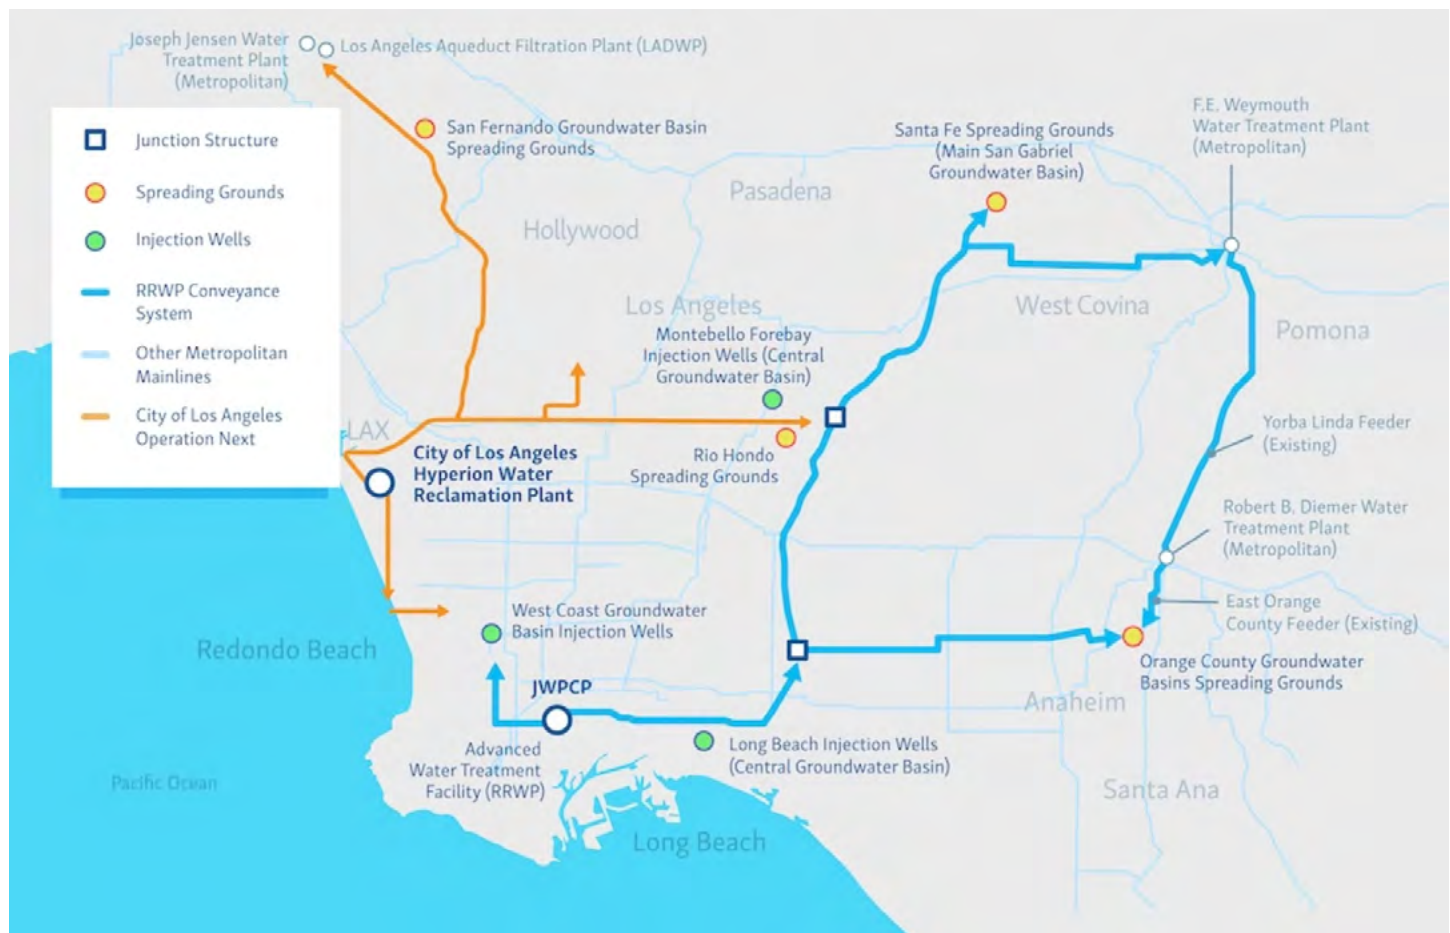 Joseph Jensen Water
Treatment Plant
(Metropolitan)
Los Angeles Aqueduct Filtration Plant (LADWP)
San Fernando Groundwater Basin
Spreading Grounds
Junction Structure
Spreading Grounds
Injection Wells
RRWP Conveyance
System
Other Metropolitan
Mainlines
City of Los Angeles
Operation Next
Santa Fe Spreading Grounds
(Main San Gabriel
Groundwater Basin)
F.E. Weymouth
Water Treatment Plant
(Metropolitan)
Pasadena
Hollywood
Los Angeles
West Covina
Pomona
Montebello Forebay
Injection Wells (Central
Groundwater Basin)
LAX
City of Los Angeles
Hyperion Water
Reclamation Plant
Rio Hondo
Spreading Grounds
Yorba Linda Feeder
(Existing)
Robert B. Diemer Water
Treatment Plant
(Metropolitan)
West Coast Groundwater
Basin Injection Wells
East Orange
County Feeder (Existing)
Redondo Beach
Orange County Groundwater
Basins Spreading Grounds
JWPCP
Anaheim
Advanced
Water Treatment
Facility (RRWP)
Long Beach Injection Wells
(Central Groundwater Basin)
Pacific Ocean
Santa Ana
Long Beach